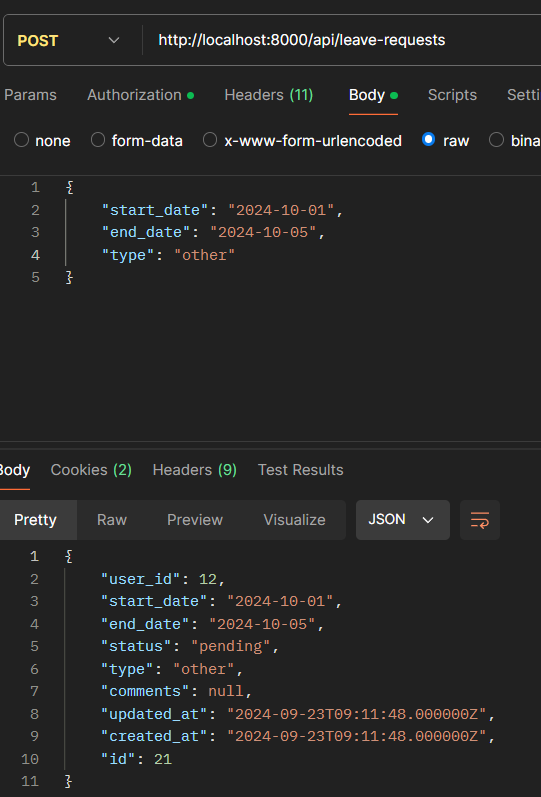 POST http://localhost:8000/api/leave-requests
Params Authorization Headers (11) Body Scripts Setti
none form-data x-www-form-urlencoded raw bina
1 {
2 "start_date": "2024-10-01",
3 "end_date": "2024-10-05",
4 "type": "other"
5 }
Body Cookies (2) Headers (9) Test Results
Pretty Raw Preview Visualize JSON
1 {
2 "user_id": 12,
3 "start_date": "2024-10-01",
4 "end_date": "2024-10-05",
5 "status": "pending",
6 "type": "other",
7 "comments": null,
8 "updated_at": "2024-09-23T09:11:48.000000Z",
9 "created_at": "2024-09-23T09:11:48.000000Z",
10 "id": 21
11 }